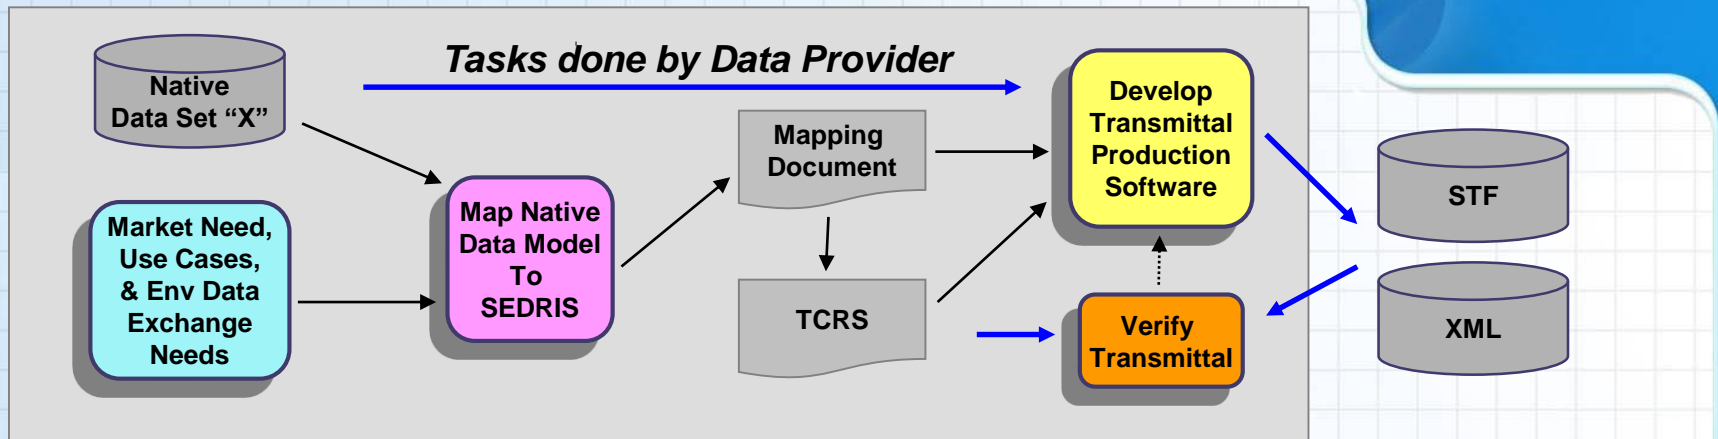 Tasks done by Data Provider
Native
Data Set “X”
Market Need,
Use Cases,
& Env Data
Exchange
Needs
Map Native
Data Model
To
SEDRIS
Mapping
Document
TCRS
Develop
Transmittal
Production
Software
Verify
Transmittal
STF
XML